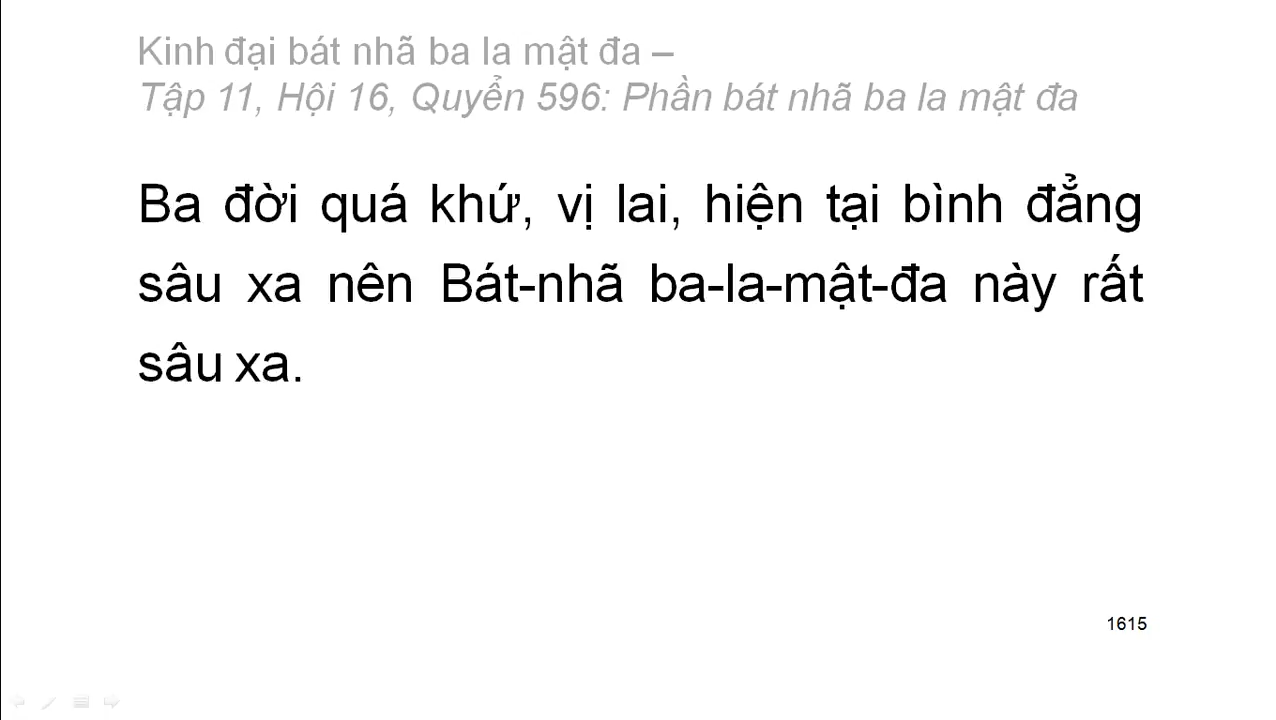 Kinh đại bát nhã ba la mật đa –
Tập 11, Hội 16, Quyển 596: Phần bát nhã ba la mật đa
Ba đời quá khứ, vị lai, hiện tại bình đẳng
sâu xa nên Bát-nhã ba-la-mật-đa này rất
sâu xa.
1615